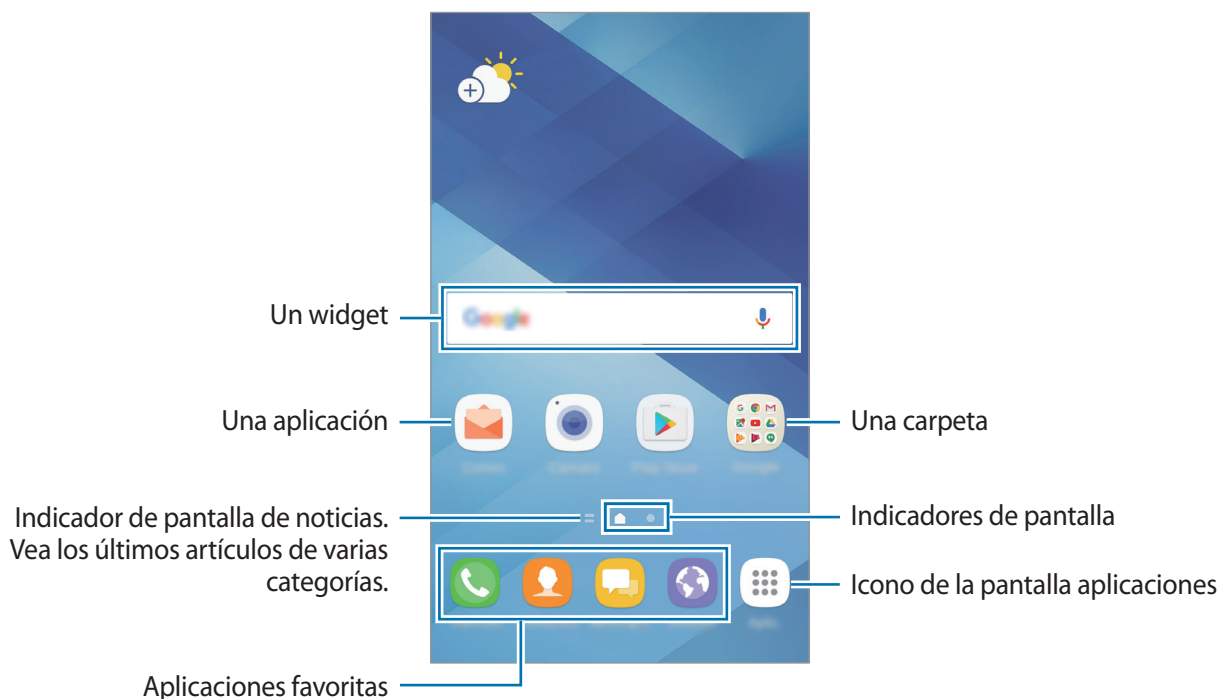 Un widget
Una aplicación
Una carpeta
Indicador de pantalla de noticias.
Vea los últimos artículos de varias
categorías.
Indicadores de pantalla
Icono de la pantalla aplicaciones
Aplicaciones favoritas